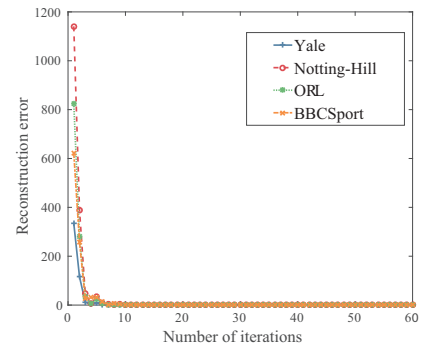 1200
1000
800
600
400
200
0
Reconstruction error
Yale
Notting-Hill
ORL
BBCSport
0 10 20 30 40 50 60
Number of iterations